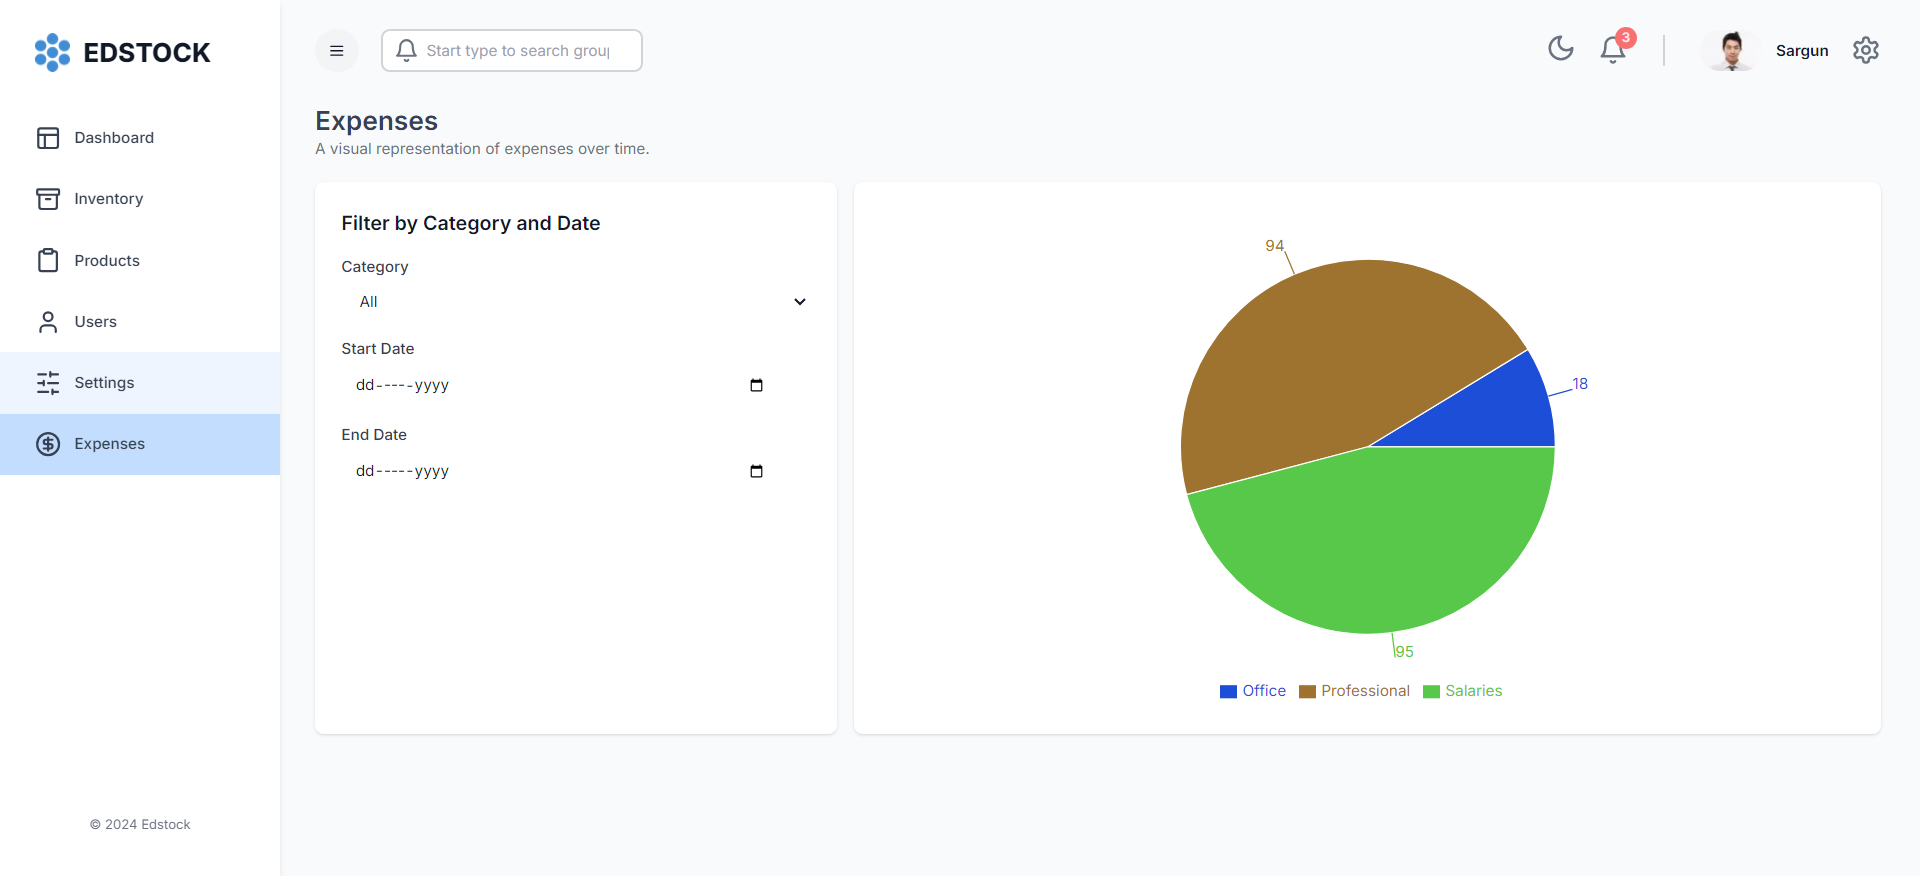 EDSTOCK
Dashboard
Inventory
Products
Users
Settings
Expenses
© 2024 Edstock
Start type to search grou
3
Sargun
Expenses
A visual representation of expenses over time.
Filter by Category and Date
Category
All
Start Date
dd----yyyy
End Date
dd-----yyyy
94
18
95
Office Professional Salaries